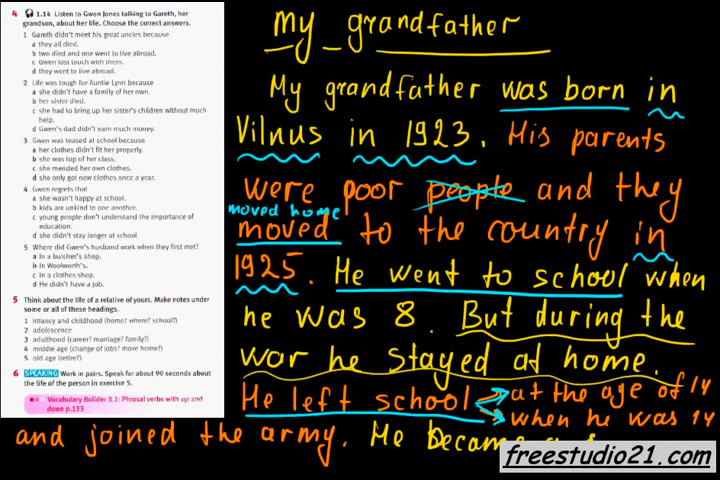 4 1.14 Listen to Gwen Jones talking to Gareth, her
grandson, about her life. Choose the correct answers.
1 Gareth didn't meet his great uncles because
a they all died.
b two died and one went to live abroad.
c Gwen lost touch with them.
d they went to live abroad.
2 Life was tough for Auntie Lynn because
a she didn't have a family of her own.
b her sister died.
c she had to bring up her sister's children without much
help.
d Gwen's dad didn't earn much money.
3 Gwen was teased at school because
a her clothes didn't fit her properly.
b she was top of her class.
c she mended her own clothes.
d she only got new clothes once a year.
4 Gwen regrets that
a she wasn't happy at school.
b kids are unkind to one another.
c young people don't understand the importance of
education.
d she didn't stay longer at school.
5 Where did Gwen's husband work when they first met?
a In a butcher's shop.
b In Woolworth's.
c In a clothes shop.
d He didn't have a job.
5 Think about the life of a relative of yours. Make notes under
some or all of these headings.
1 infancy and childhood (home? where? school?)
2 adolescence
3 adulthood (career? marriage? family?)
4 middle age (change of jobs? move home?)
5 old age (retire?)
6 SPEAKING Work in pairs. Speak for about 90 seconds about
the life of the person in exercise 5.
Vocabulary Builder 3.1: Phrasal verbs with up and
down p.133
My grandfather
My grandfather was born in
Vilnus in 1923. His parents
were poor people and they
moved home
moved to the country in
1925. He went to school when
he was 8. But during the
war he stayed at home.
He left school at the age of 14
when he was 14
and joined the army. He became a
freestudio21.com